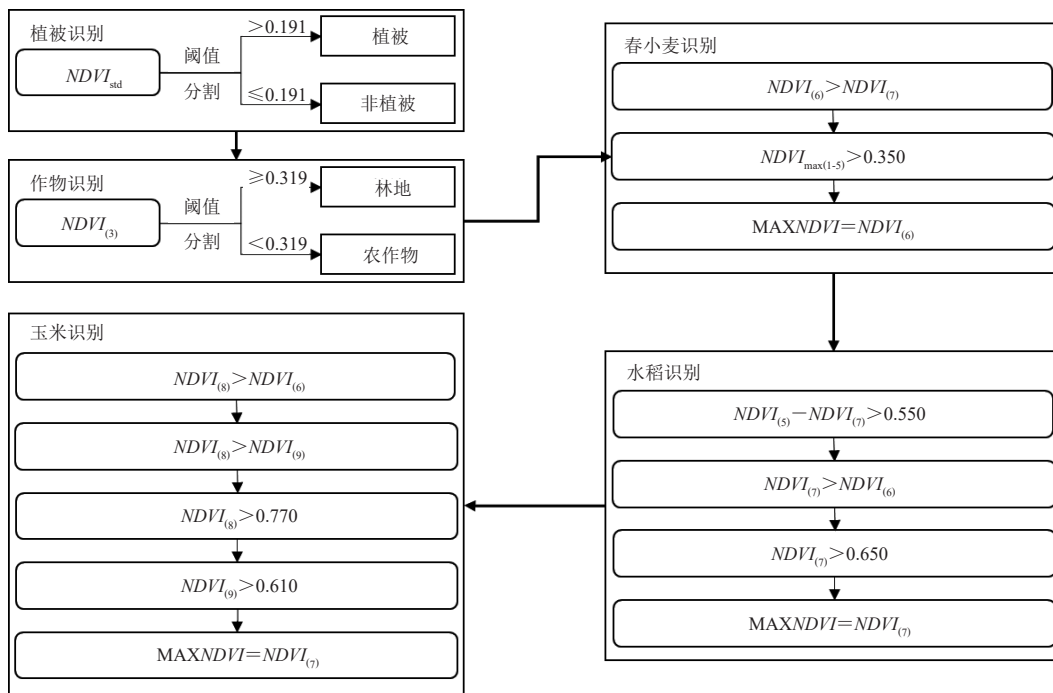 植被识别
NDVIstd
阈值
分割
>0.191
植被
≤0.191
非植被
作物识别
NDVI(3)
阈值
分割
≥0.319
林地
<0.319
农作物
春小麦识别
NDVI(6)>NDVI(7)
NDVImax(1-5)>0.350
MAXNDVI=NDVI(6)
水稻识别
NDVI(5)-NDVI(7)>0.550
NDVI(7)>NDVI(6)
NDVI(7)>0.650
MAXNDVI=NDVI(7)
玉米识别
NDVI(8)>NDVI(6)
NDVI(8)>NDVI(9)
NDVI(8)>0.770
NDVI(9)>0.610
MAXNDVI=NDVI(7)